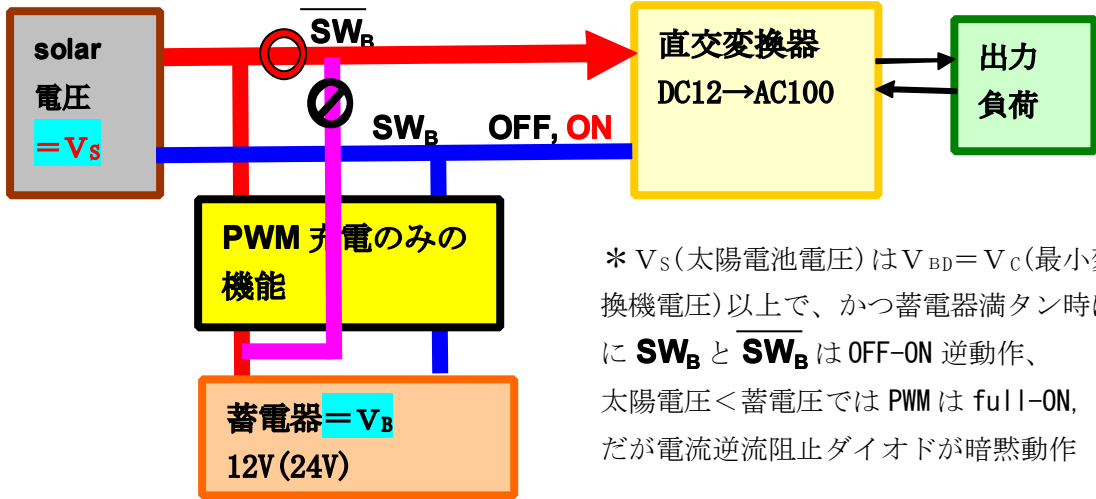 solar
電圧
＝ＶS
SWB
直交変換器
DC12→AC100
出力
負荷
SWB OFF, ON
PWM 充電のみの
機能
蓄電器＝ＶB
12V(24V)
＊ＶS(太陽電池電圧)はＶBD＝ＶC(最小変
換機電圧)以上で、かつ蓄電器満タン時
に SWB と SWB は OFF-ON 逆動作、
太陽電圧＜蓄電圧では PWM は full-ON,
だが電流逆流阻止ダイオドが暗黙動作